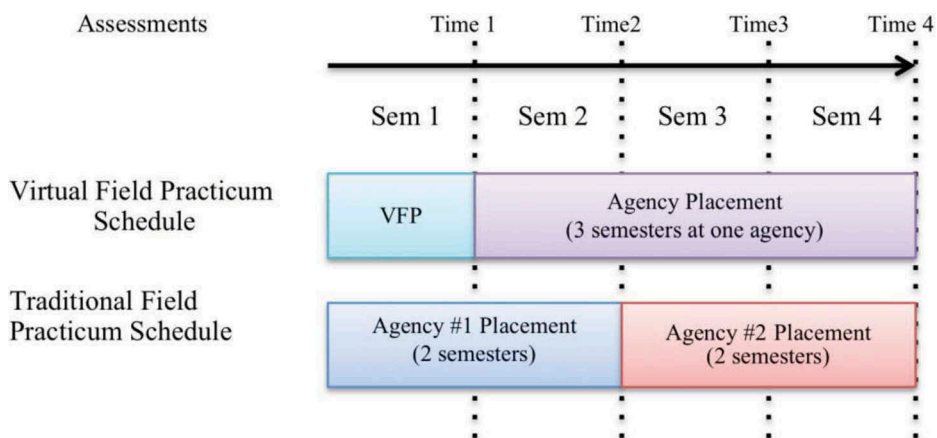 Assessments Time 1 Time2 Time3 Time 4
Sem 1 Sem 2 Sem 3 Sem 4
Virtual Field Practicum
Schedule
VFP
Agency Placement
(3 semesters at one agency)
Traditional Field
Practicum Schedule
Agency #1 Placement
(2 semesters)
Agency #2 Placement
(2 semesters)